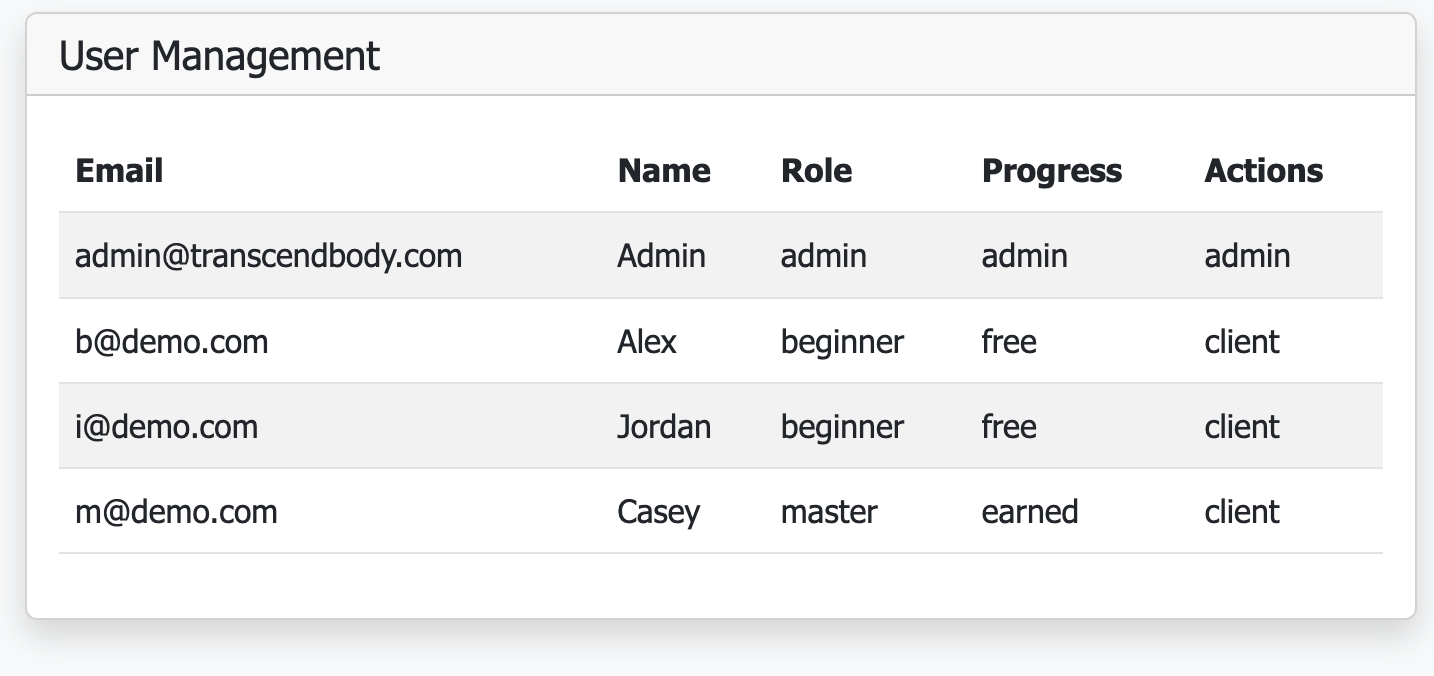 User Management
Email Name Role Progress Actions
admin@transcendbody.com Admin admin admin admin
b@demo.com Alex beginner free client
i@demo.com Jordan beginner free client
m@demo.com Casey master earned client